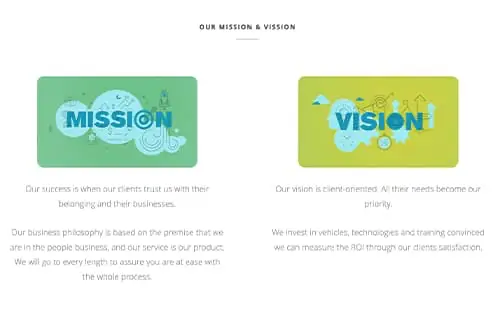 OUR MISSION & VISSION
MISSION
Our success is when our clients trust us with their
belonging and their businesses.
Our business philosophy is based on the premise that we
are in the people business, and our service is our product.
We will go to every length to assure you are at ease with
the whole process.
VISION
Our vision is client-oriented. All their needs become our
priority.
We invest in vehicles, technologies and training convinced
we can measure the ROI through our clients satisfaction.